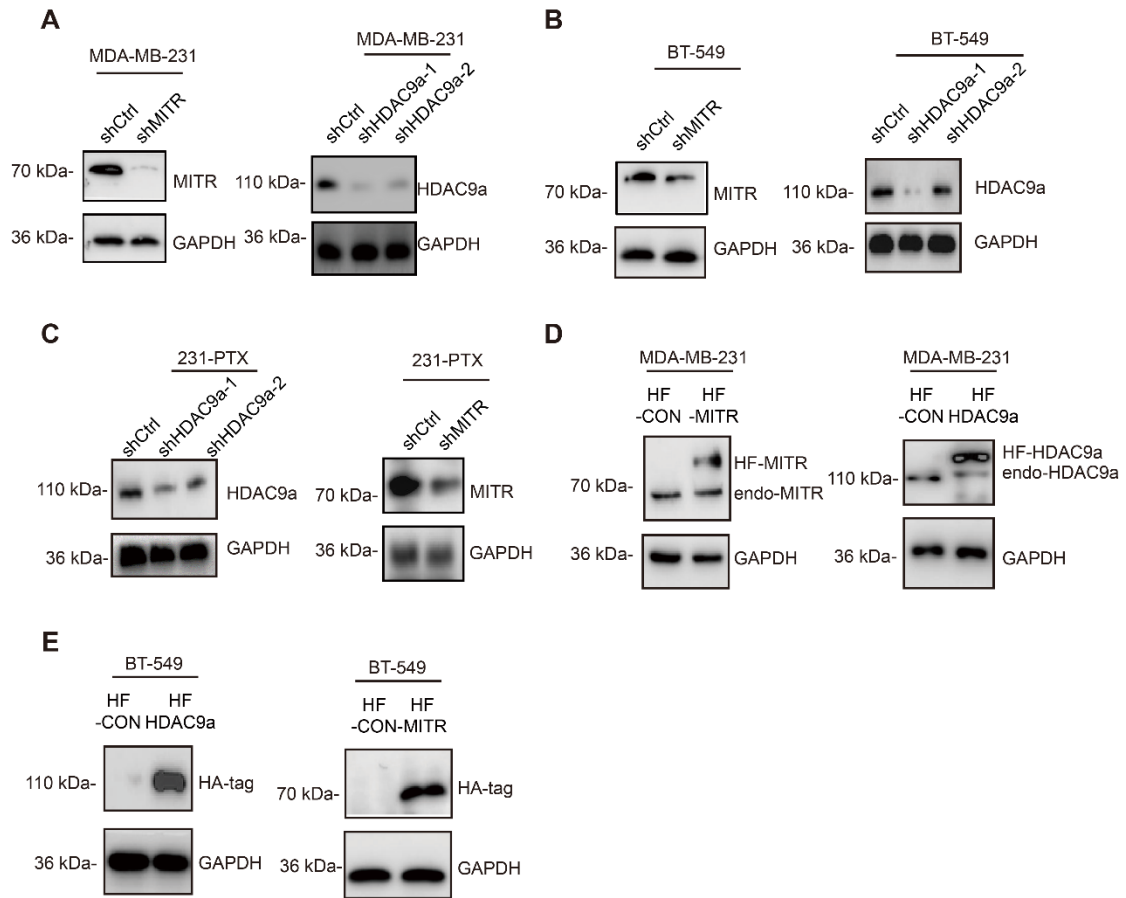 A
MDA-MB-231
shCtrl
shMITR
70 kDa-
MITR
36 kDa-
GAPDH
MDA-MB-231
shCtrl
shHDAC9a-1
shHDAC9a-2
110 kDa-
HDAC9a
36 kDa-
GAPDH
B
BT-549
shCtrl
shMITR
70 kDa-
MITR
36 kDa-
GAPDH
BT-549
shCtrl
shHDAC9a-1
shHDAC9a-2
110 kDa-
HDAC9a
36 kDa-
GAPDH
C
231-PTX
shCtrl
shHDAC9a-1
shHDAC9a-2
110 kDa-
HDAC9a
36 kDa-
GAPDH
231-PTX
shCtrl
shMITR
70 kDa-
MITR
36 kDa-
GAPDH
D
MDA-MB-231
HF HF
-CON -MITR
HF-MITR
70 kDa-
endo-MITR
36 kDa-
GAPDH
MDA-MB-231
HF HF
-CON HDAC9a
HF-HDAC9a
110 kDa-
endo-HDAC9a
36 kDa-
GAPDH
E
BT-549
HF HF
-CON HDAC9a
110 kDa-
HA-tag
36 kDa-
GAPDH
BT-549
HF HF
-CON-MITR
70 kDa-
HA-tag
36 kDa-
GAPDH